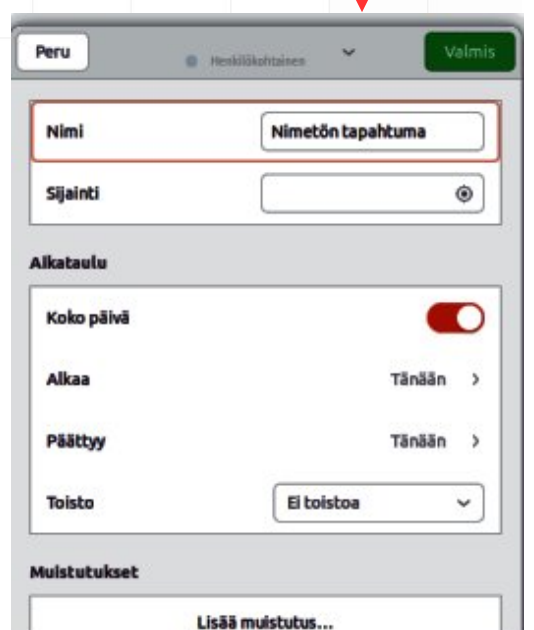 Peru Henkilökohtainen Valmis
Nimi Nimetön tapahtuma
Sijainti
Aikataulu
Koko päivä
Alkaa Tänään
Päättyy Tänään
Toisto Ei toistoa
Muistutukset
Lisää muistutus...